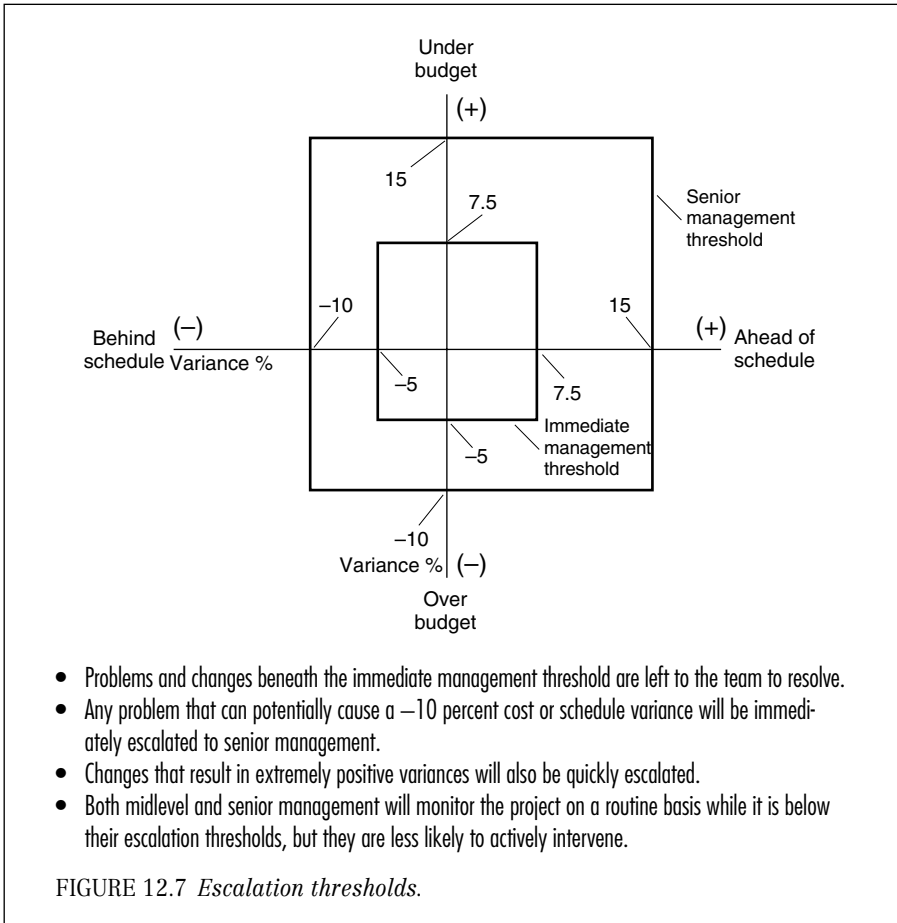 Under
budget
(+)
15
7.5
Senior
management
threshold
–10
15
Behind
schedule
(–)
Variance %
(+)
Ahead of
schedule
–5
7.5
–5
Immediate
management
threshold
–10
Variance % (–)
Over
budget
• Problems and changes beneath the immediate management threshold are left to the team to resolve.
• Any problem that can potentially cause a –10 percent cost or schedule variance will be immedi-
ately escalated to senior management.
• Changes that result in extremely positive variances will also be quickly escalated.
• Both midlevel and senior management will monitor the project on a routine basis while it is below
their escalation thresholds, but they are less likely to actively intervene.
FIGURE 12.7 Escalation thresholds.